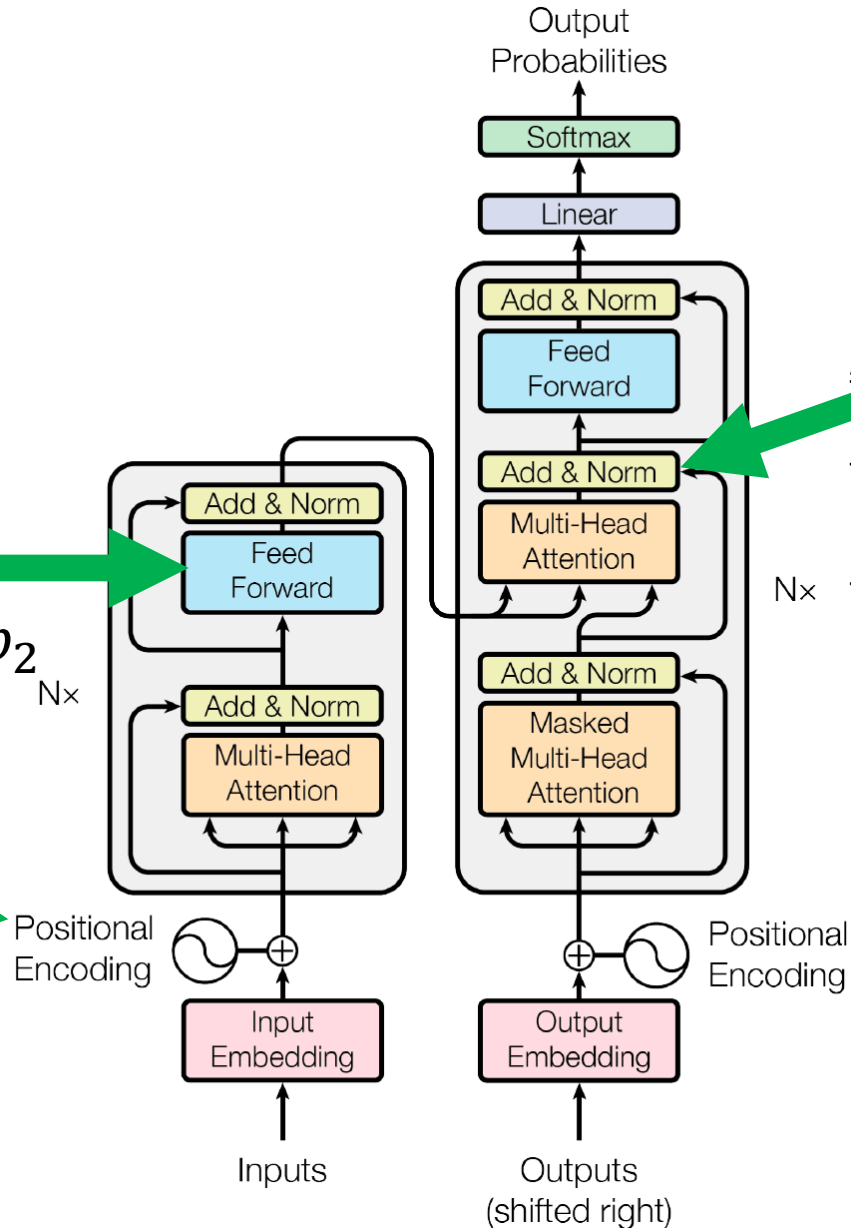 Output
Probabilities
Softmax
Linear
Add & Norm
Feed
Forward
Add & Norm
Multi-Head
Attention
N×
Add & Norm
Masked
Multi-Head
Attention
Add & Norm
Feed
Forward
2
N×
Add & Norm
Multi-Head
Attention
Positional
Encoding
Positional
Encoding
Input
Embedding
Output
Embedding
Inputs
Outputs
(shifted right)